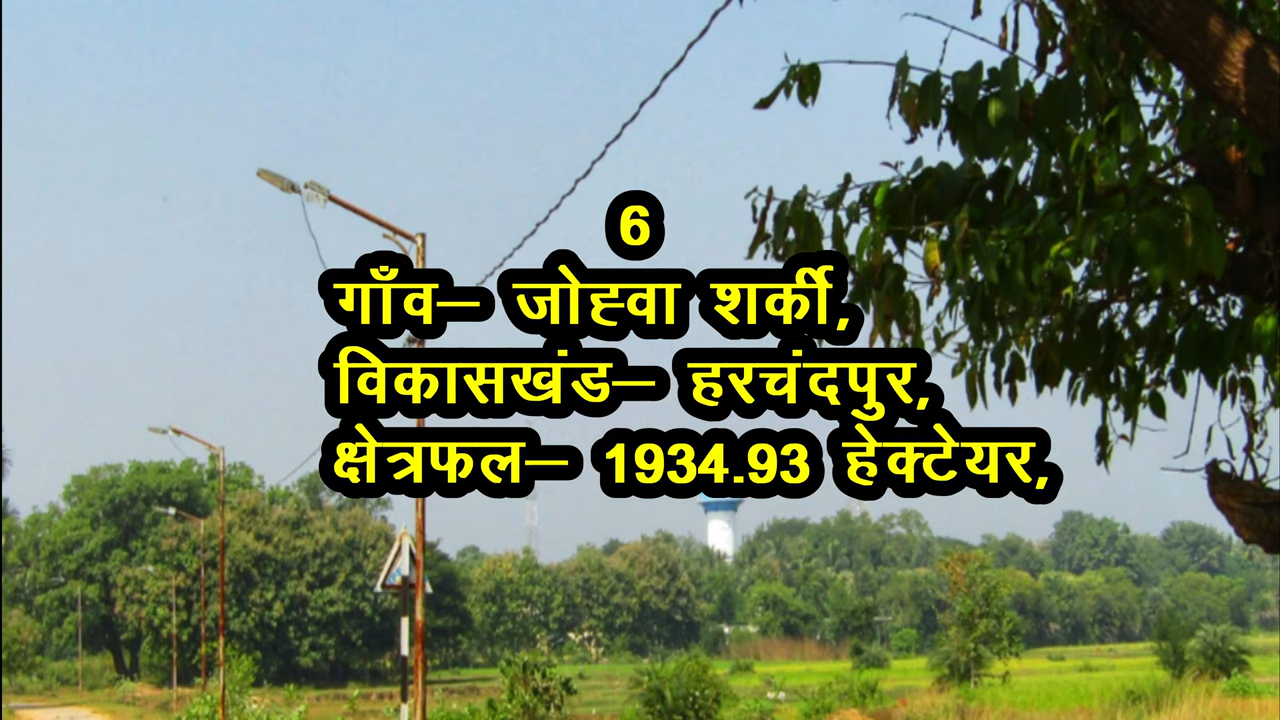 6
गाँव– जोह्वा शर्की,
विकासखंड– हरचंदपुर,
क्षेत्रफल– 1934.93 हेक्टेयर,